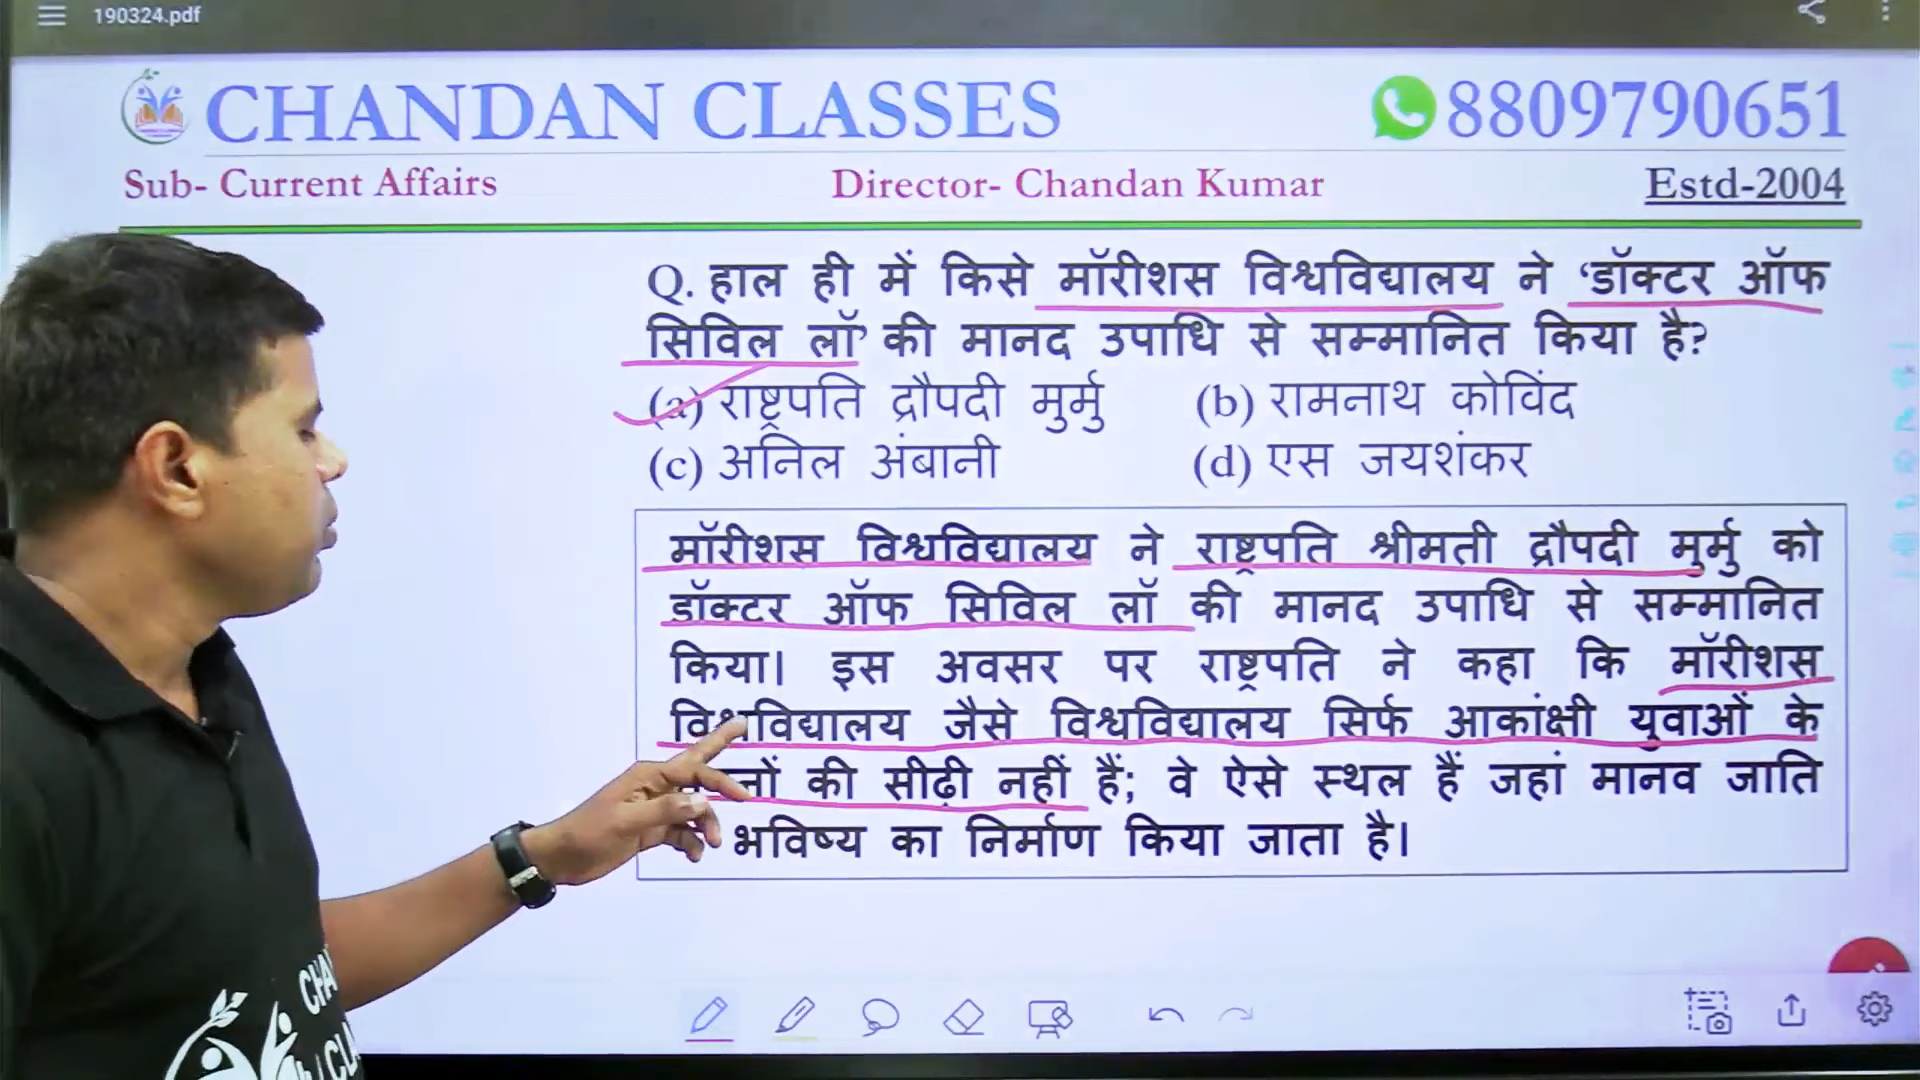 190324.pdf
CHANDAN CLASSES
8809790651
Sub- Current Affairs
Director- Chandan Kumar
Estd-2004
Q. हाल ही में किसे मॉरीशस विश्वविद्यालय ने ‘डॉक्टर ऑफ
सिविल लॉ’ की मानद उपाधि से सम्मानित किया है?
(a) राष्ट्रपति द्रौपदी मुर्मु (b) रामनाथ कोविंद
(c) अनिल अंबानी (d) एस जयशंकर
मॉरीशस विश्वविद्यालय ने राष्ट्रपति श्रीमती द्रौपदी मुर्मु को
डॉक्टर ऑफ सिविल लॉ की मानद उपाधि से सम्मानित
किया। इस अवसर पर राष्ट्रपति ने कहा कि मॉरीशस
विश्वविद्यालय जैसे विश्वविद्यालय सिर्फ आकांक्षी युवाओं के
की सीढ़ी नहीं हैं; वे ऐसे स्थल हैं जहां मानव जाति
भविष्य का निर्माण किया जाता है।